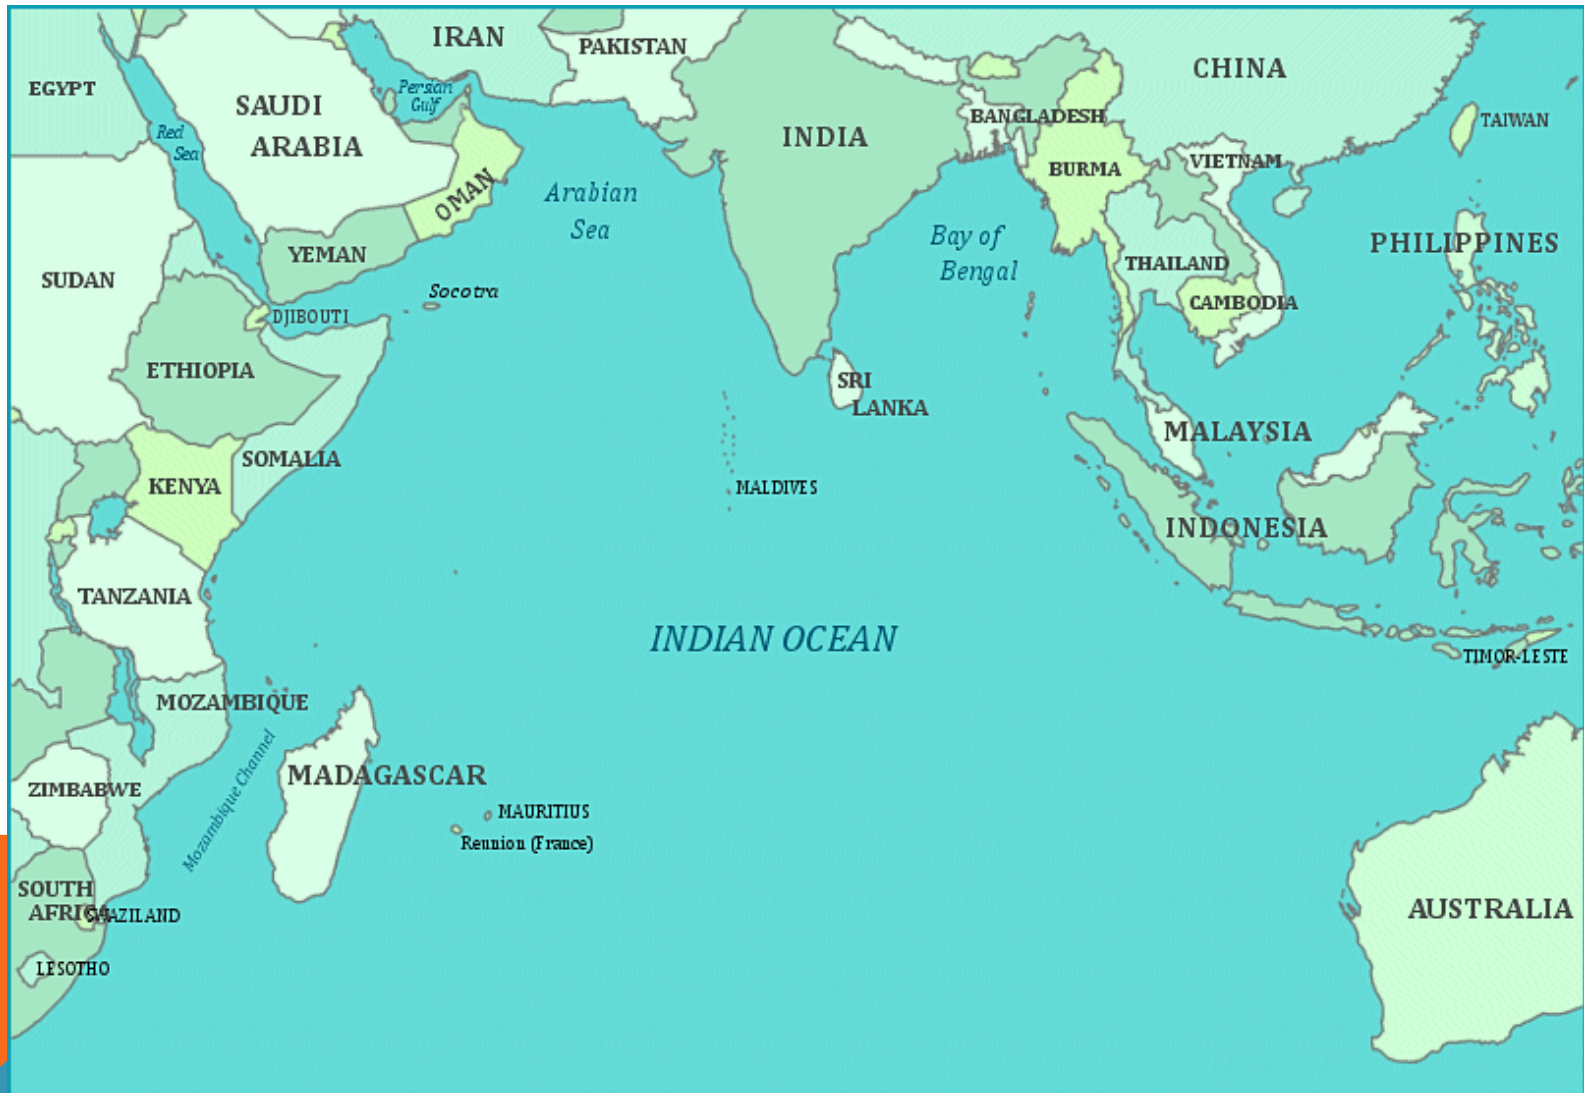 IRAN
PAKISTAN
CHINA
EGYPT
Persian
Gulf
SAUDI
ARABIA
BANGLADESH
TAIWAN
Red
Sea
INDIA
BURMA
VIETNAM
OMAN
Arabian
Sea
YEMAN
Bay of
Bengal
PHILIPPINES
THAILAND
SUDAN
Socotra
CAMBODIA
DJIBOUTI
ETHIOPIA
SRI
LANKA
MALAYSIA
SOMALIA
KENYA
MALDIVES
INDONESIA
TANZANIA
INDIAN OCEAN
TIMOR-LESTE
MOZAMBIQUE
Mozambique Channel
MADAGASCAR
ZIMBABWE
MAURITIUS
Reunion (France)
SOUTH
AFRICA
SWAZILAND
AUSTRALIA
LESOTHO